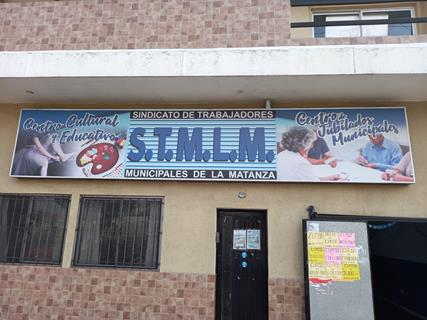 Centro Cultural
y Educativo
SINDICATO DE TRABAJADORES
S.T.M.L.M.
MUNICIPALES DE LA MATANZA
Centro de
Jubilados
Municipales